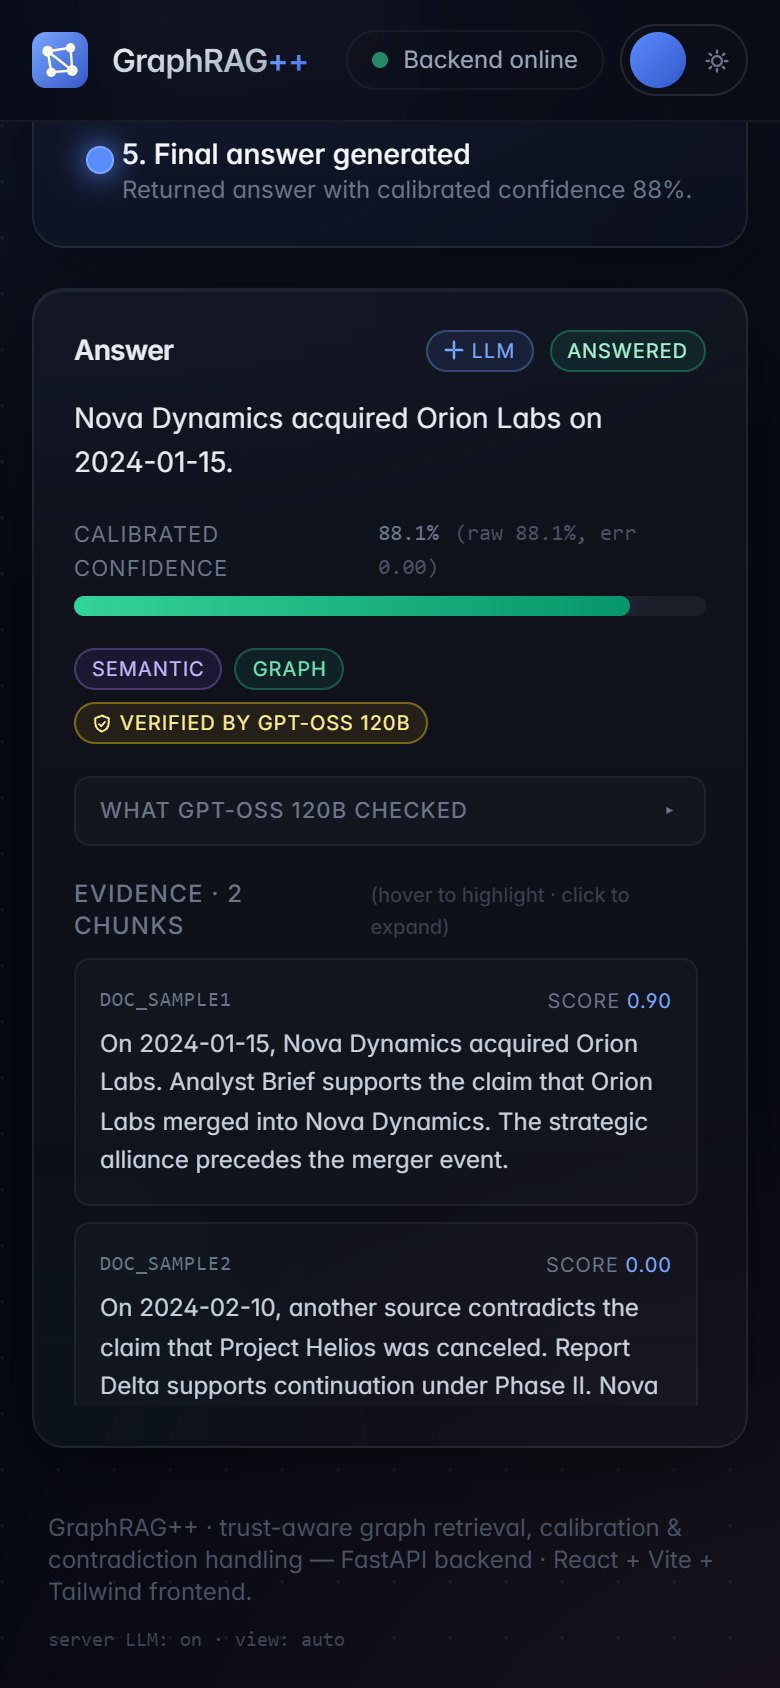 GraphRAG++
Backend online
5. Final answer generated
Returned answer with calibrated confidence 88%.
Answer
LLM
ANSWERED
Nova Dynamics acquired Orion Labs on
2024-01-15.
CALIBRATED
CONFIDENCE
88.1% (raw 88.1%, err
0.00)
SEMANTIC
GRAPH
VERIFIED BY GPT-OSS 120B
WHAT GPT-OSS 120B CHECKED
EVIDENCE · 2
CHUNKS
(hover to highlight · click to
expand)
DOC_SAMPLE1
SCORE 0.90
On 2024-01-15, Nova Dynamics acquired Orion
Labs. Analyst Brief supports the claim that Orion
Labs merged into Nova Dynamics. The strategic
alliance precedes the merger event.
DOC_SAMPLE2
SCORE 0.00
On 2024-02-10, another source contradicts the
claim that Project Helios was canceled. Report
Delta supports continuation under Phase II. Nova
GraphRAG++ · trust-aware graph retrieval, calibration &
contradiction handling — FastAPI backend · React + Vite +
Tailwind frontend.
server LLM: on · view: auto